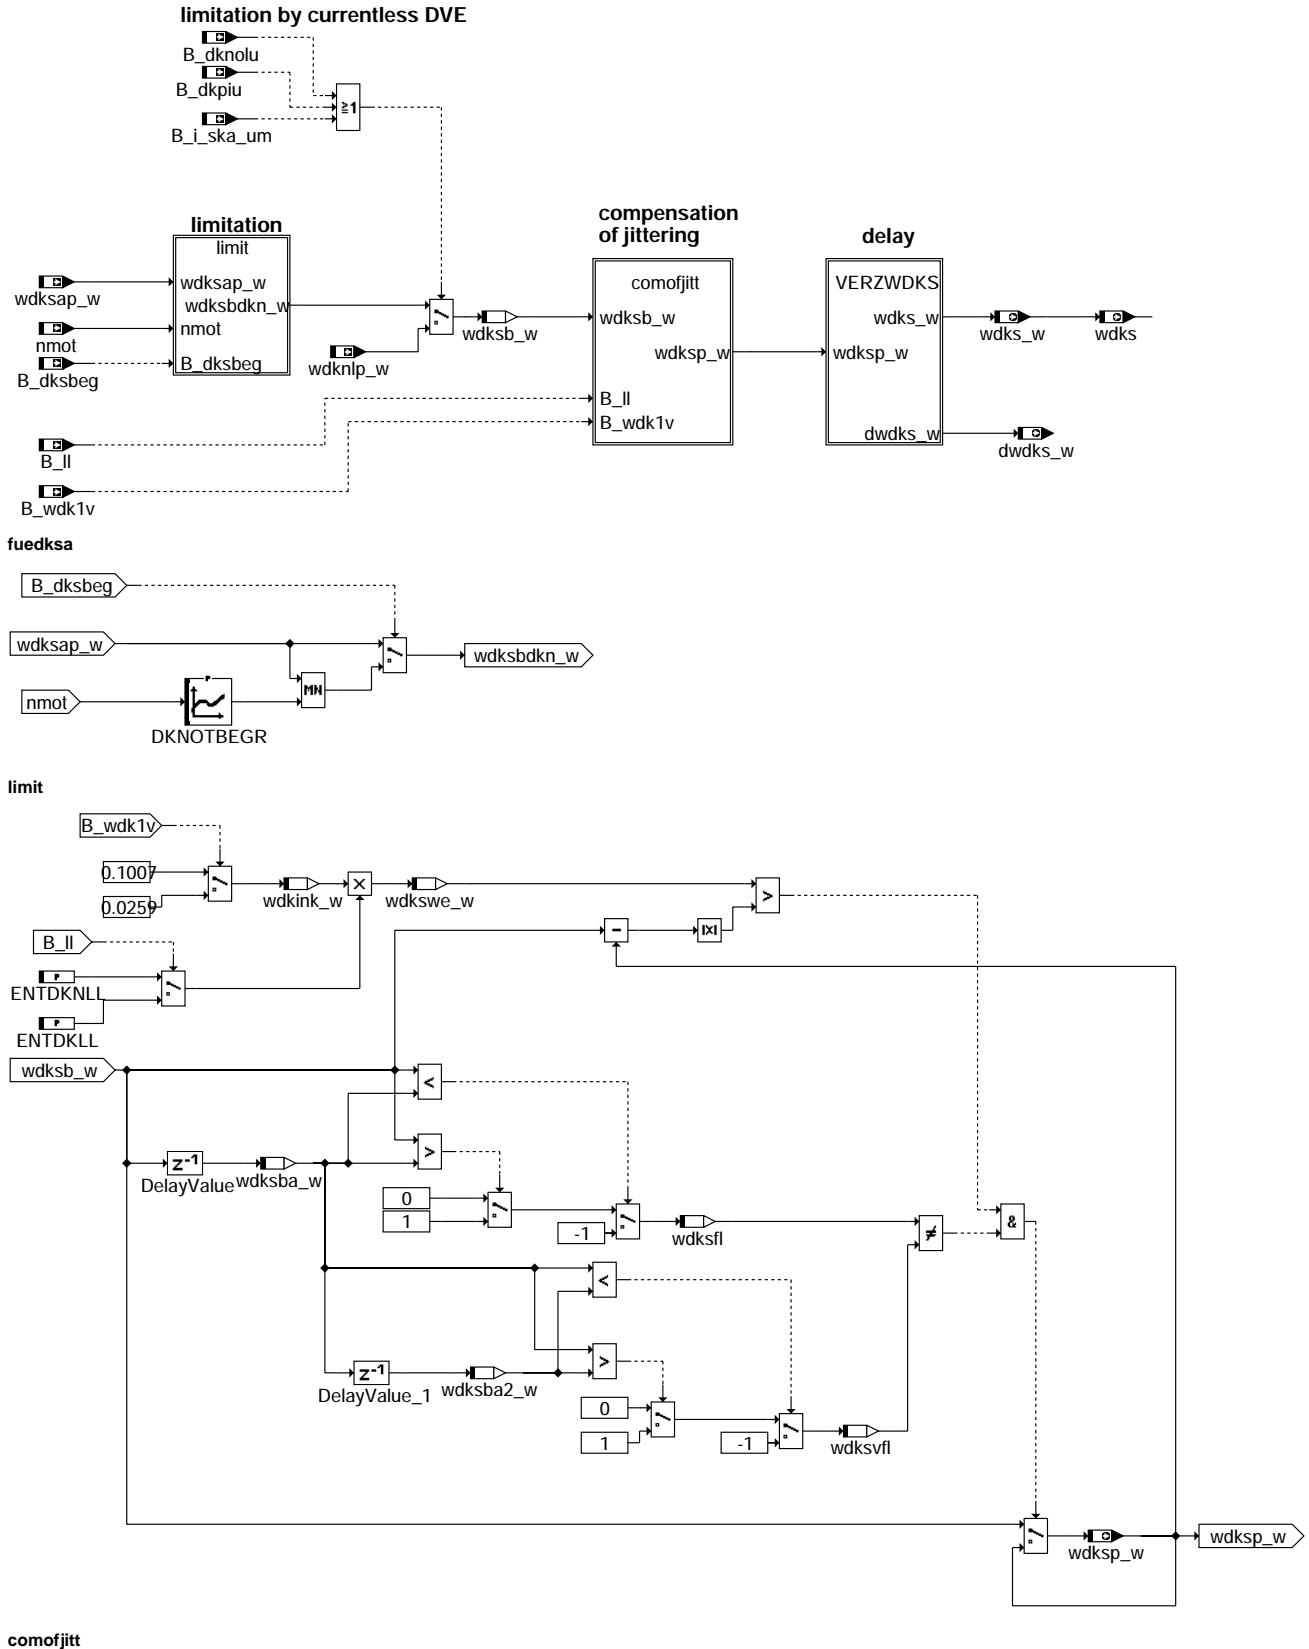 limitation by currentless DVE
B_dknolu
B_dkpiu
≥1
B_i_ska_um
limitation
limit
wdksap_w
wdksap_w
wdksbdkn_w
nmot
nmot
B_dksbeg
B_dksbeg
wdknlp_w
wdksb_w
B_ll
B_wdk1v
compensation
of jittering
comofjitt
wdksb_w
wdksp_w
B_ll
B_wdk1v
delay
VERZWDKS
wdks_w
wdksp_w
dwdks_w
wdks_w
wdks
dwdks_w
fuedksa
B_dksbeg
wdksap_w
wdksbdkn_w
P
MN
nmot
DKNOTBEGR
limit
B_wdk1v
0.1007
0.0259
wdkink_w
X
wdkswe_w
>
B_ll
−
|X|
P
ENTDKNLL
P
ENTDKLL
wdksb_w
<
>
z-1
DelayValue
wdksba_w
0
1
-1
wdksfl
≠
&
<
>
z-1
DelayValue_1
wdksba2_w
0
1
-1
wdksvfl
wdksp_w
wdksp_w
comofjitt